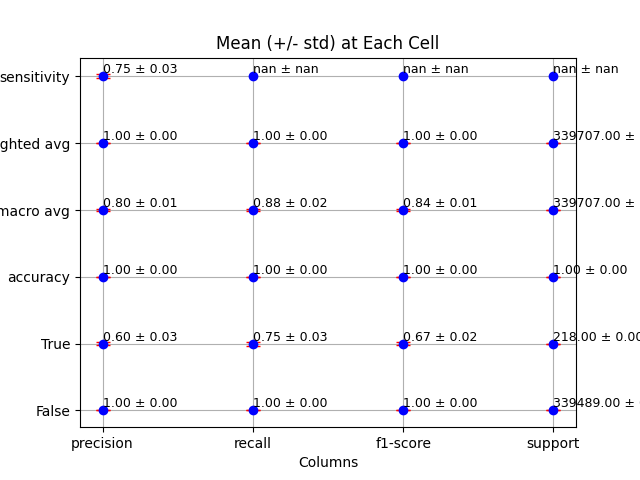 Mean (+/- std) at Each Cell
sensitivity 0.75 ± 0.03 nan ± nan nan ± nan nan ± nan
ghted avg 1.00 ± 0.00 1.00 ± 0.00 1.00 ± 0.00 339707.00 ±
macro avg 0.80 ± 0.01 0.88 ± 0.02 0.84 ± 0.01 339707.00 ±
accuracy 1.00 ± 0.00 1.00 ± 0.00 1.00 ± 0.00 1.00 ± 0.00
True 0.60 ± 0.03 0.75 ± 0.03 0.67 ± 0.02 218.00 ± 0.00
False 1.00 ± 0.00 1.00 ± 0.00 1.00 ± 0.00 339489.00 ±
precision recall f1-score support
Columns